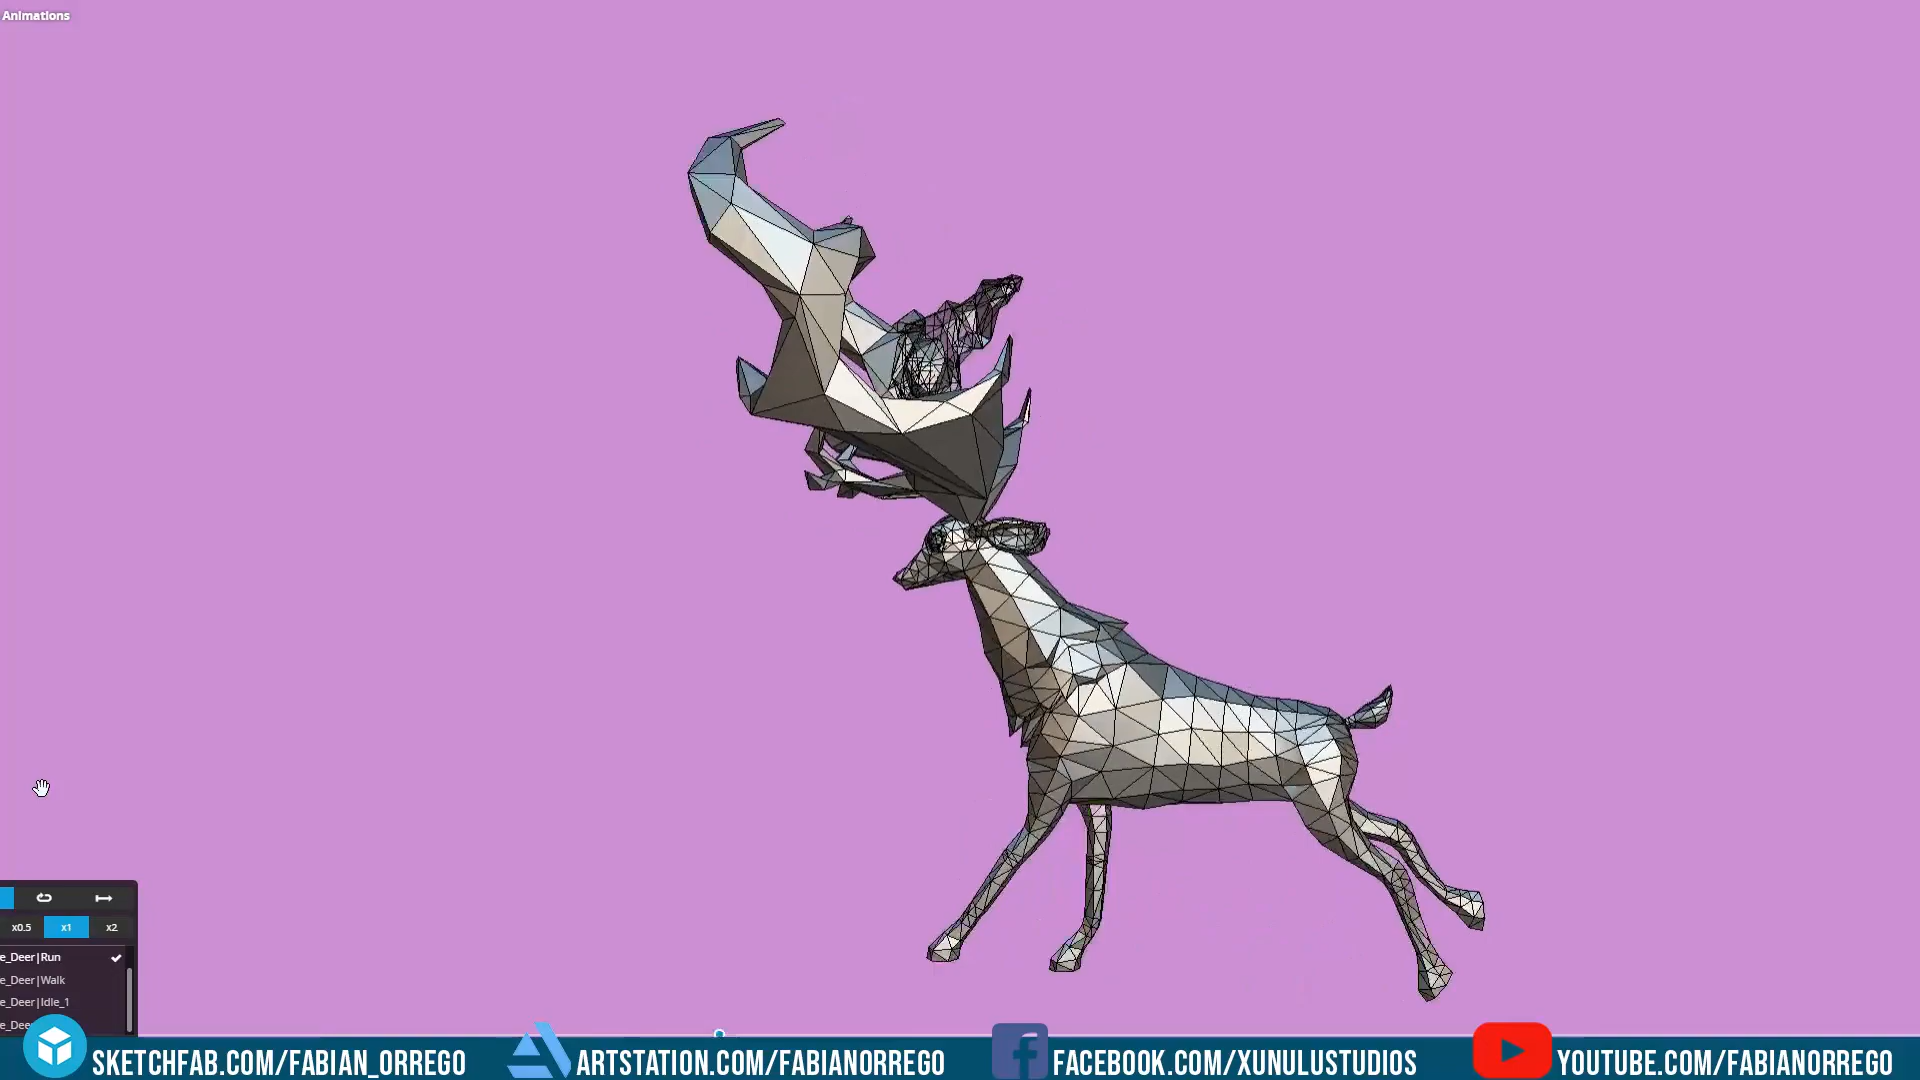 Animations
x0.5 x1 x2
e_Deer|Run
e_Deer|Walk
e_Deer|Idle_1
e_Dee
SKETCHFAB.COM/FABIAN_ORREGO ARTSTATION.COM/FABIANORREGO FACEBOOK.COM/XUNULUSTUDIOS YOUTUBE.COM/FABIANORREGO